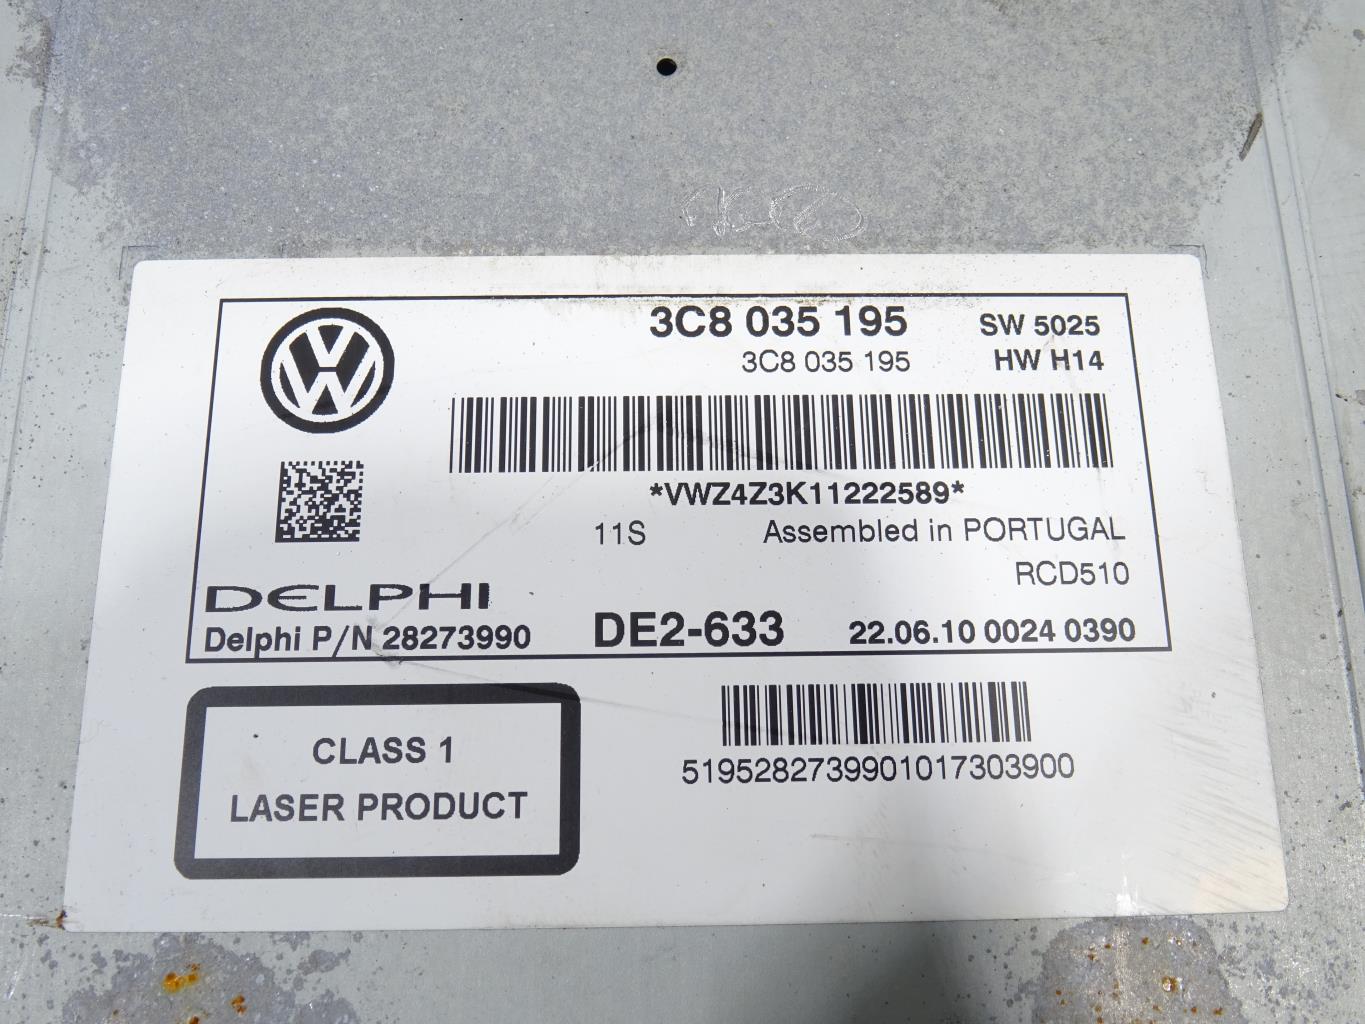 3C8 035 195 SW 5025
3C8 035 195 HW H14
*VWZ4Z3K11222589*
11S Assembled in PORTUGAL
RCD510
DELPHI
Delphi P/N 28273990 DE2-633 22.06.10 0024 0390
CLASS 1
LASER PRODUCT
5195282739901017303900